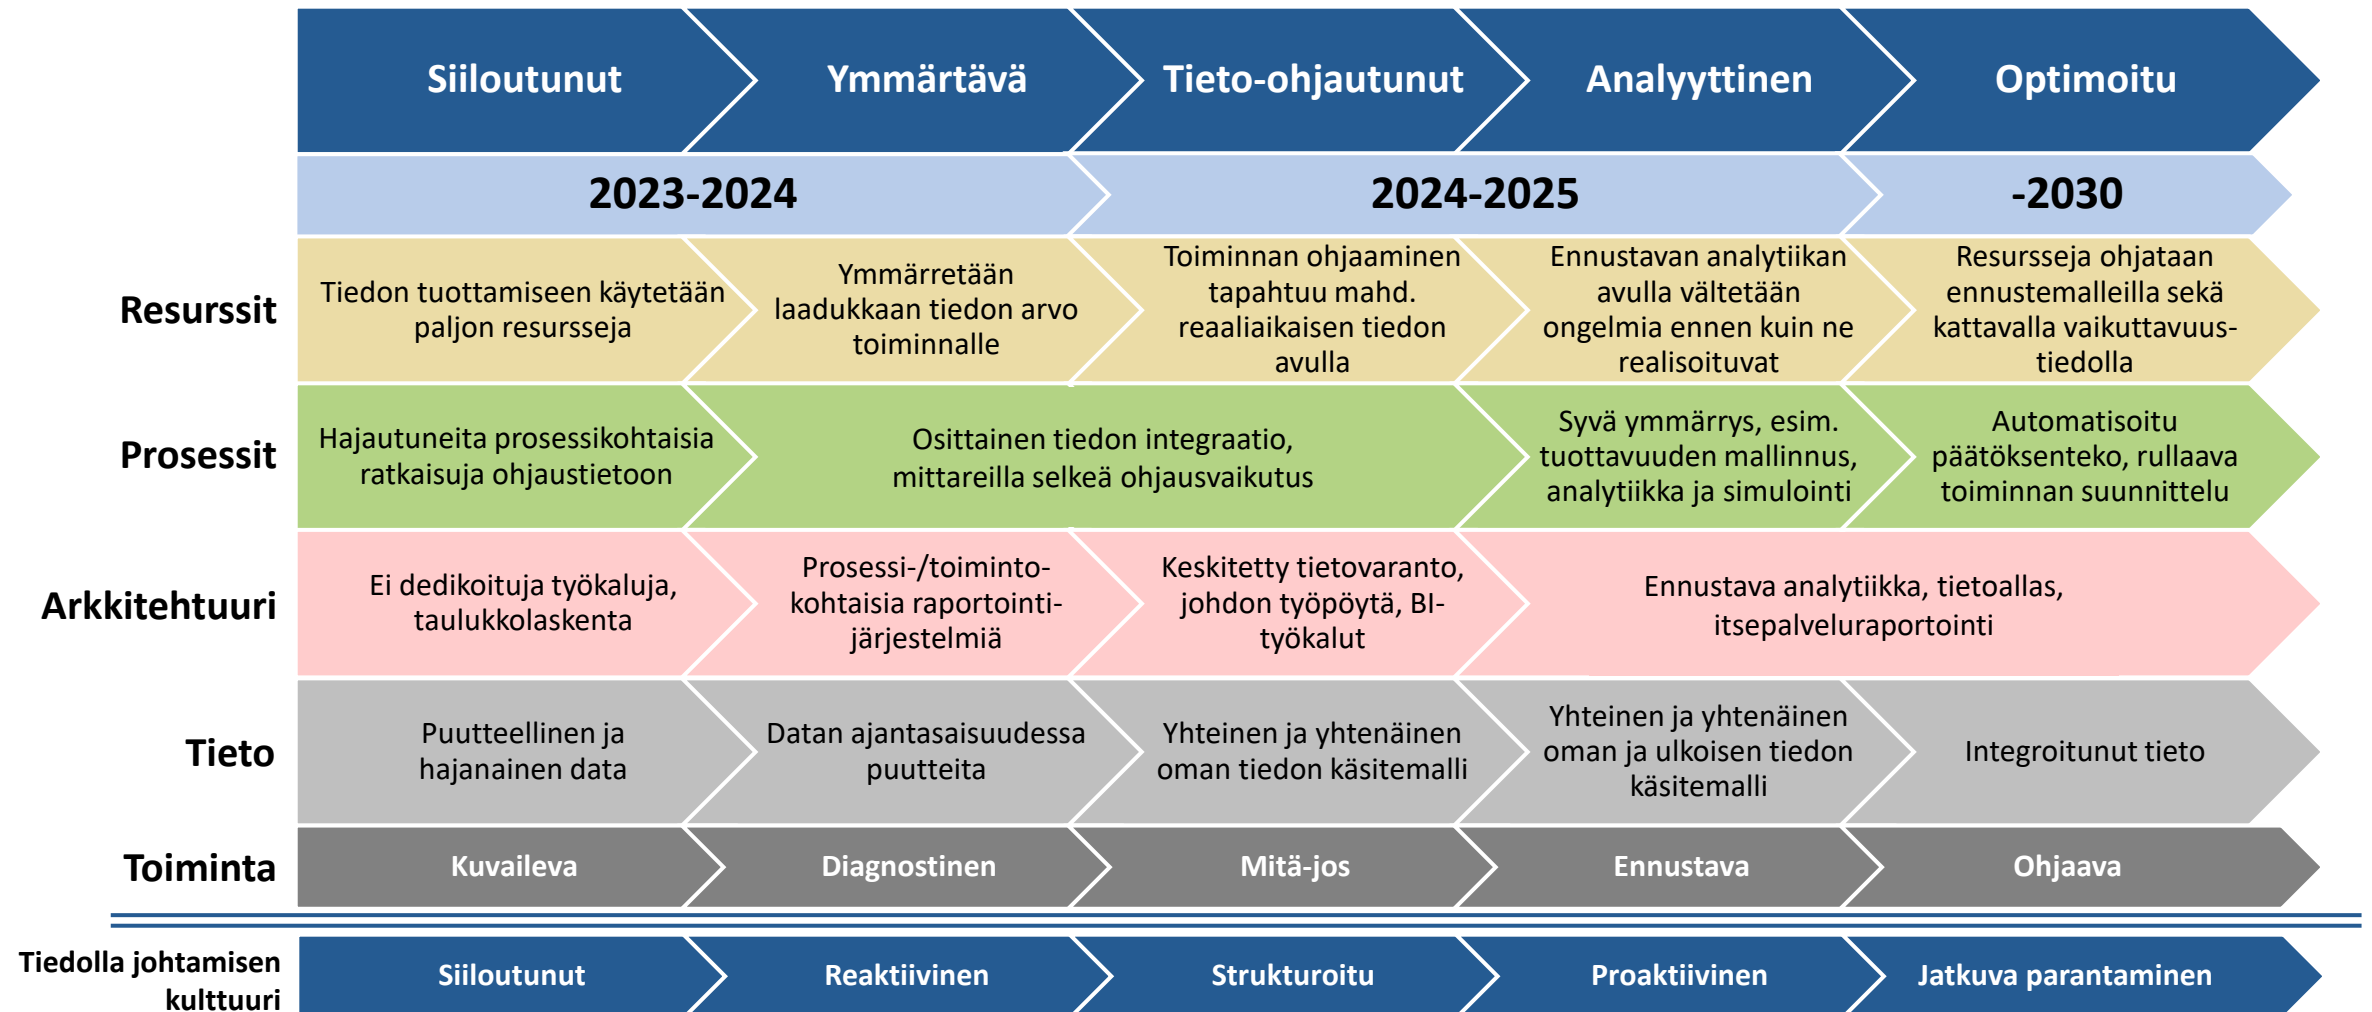 Siiloutunut
Ymmärtävä
Tieto-ohjautunut
Analyyttinen
Optimoitu
2023-2024
2024-2025
-2030
Resurssit
Tiedon tuottamiseen käytetään
paljon resursseja
Ymmärretään
laadukkaan tiedon arvo
toiminnalle
Toiminnan ohjaaminen
tapahtuu mahd.
reaaliaikaisen tiedon
avulla
Ennustavan analytiikan
avulla vältetään
ongelmia ennen kuin ne
realisoituvat
Resursseja ohjataan
ennustemalleilla sekä
kattavalla vaikuttavuus-
tiedolla
Prosessit
Hajautuneita prosessikohtaisia
ratkaisuja ohjaustietoon
Osittainen tiedon integraatio,
mittareilla selkeä ohjausvaikutus
Syvä ymmärrys, esim.
tuottavuuden mallinnus,
analytiikka ja simulointi
Automatisoitu
päätöksenteko, rullaava
toiminnan suunnittelu
Arkkitehtuuri
Ei dedikoituja työkaluja,
taulukkolaskenta
Prosessi-/toiminto-
kohtaisia raportointi-
järjestelmiä
Keskitetty tietovaranto,
johdon työpöytä, BI-
työkalut
Ennustava analytiikka, tietoallas,
itsepalveluraportointi
Tieto
Puutteellinen ja
hajanainen data
Datan ajantasaisuudessa
puutteita
Yhteinen ja yhtenäinen
oman tiedon käsitemalli
Yhteinen ja yhtenäinen
oman ja ulkoisen tiedon
käsitemalli
Integroitunut tieto
Toiminta
Kuvaileva
Diagnostinen
Mitä-jos
Ennustava
Ohjaava
Tiedolla johtamisen
kulttuuri
Siiloutunut
Reaktiivinen
Strukturoitu
Proaktiivinen
Jatkuva parantaminen